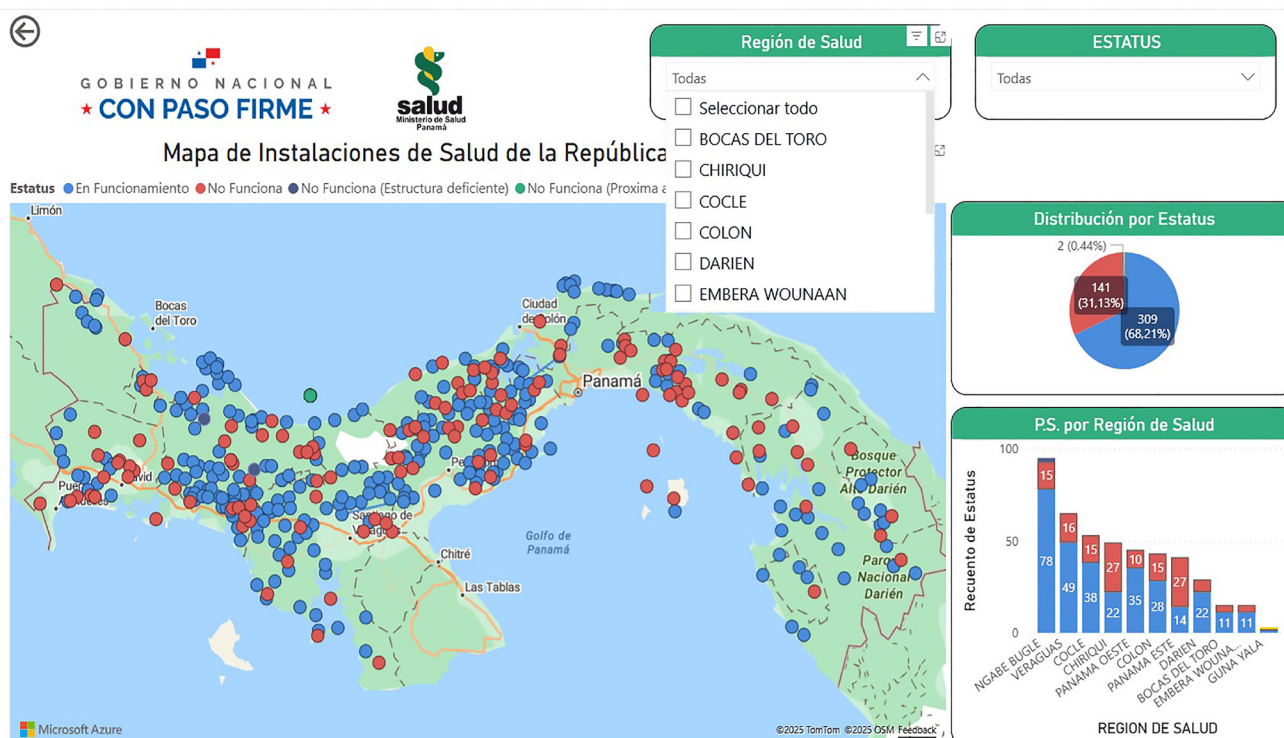 GOBIERNO NACIONAL
★ CON PASO FIRME ★
salud
Ministerio de Salud
Panamá
Región de Salud
Todas
Seleccionar todo
BOCAS DEL TORO
CHIRIQUI
COCLE
COLON
DARIEN
EMBERA WOUNAAN
ESTATUS
Todas
Mapa de Instalaciones de Salud de la República
Estatus En Funcionamiento No Funciona No Funciona (Estructura deficiente) No Funciona (Proxima a
Limón
Bocas
del Toro
Ciudad
de Colón
Panamá
Santiago de
Chitré
Las Tablas
Golfo de
Panamá
Bosque
Protector
Alto Darién
Parque
Nacional
Darién
Microsoft Azure
©2025 TomTom ©2025 OSM Feedback
Distribución por Estatus
2 (0,44%)
141
(31,13%)
309
(68,21%)
P.S. por Región de Salud
Recuento de Estatus
100
50
0
15
78
16
49
15
38
27
22
10
35
15
28
27
14
22
11
11
NGABE BUGLE
VERAGUAS
COCLE
CHIRIQUI
PANAMA OESTE
COLON
PANAMA ESTE
DARIEN
BOCAS DEL TORO
EMBERA WOUNA...
GUNA YALA
REGION DE SALUD